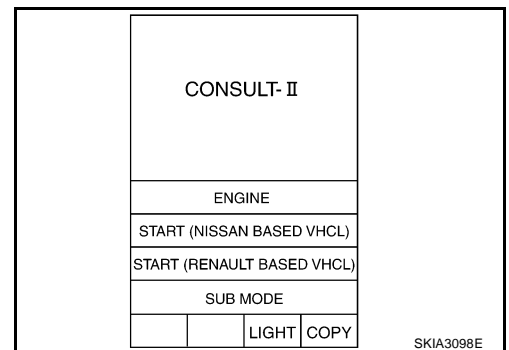 CONSULT-II
ENGINE
START (NISSAN BASED VHCL)
START (RENAULT BASED VHCL)
SUB MODE
LIGHT COPY
SKIA3098E